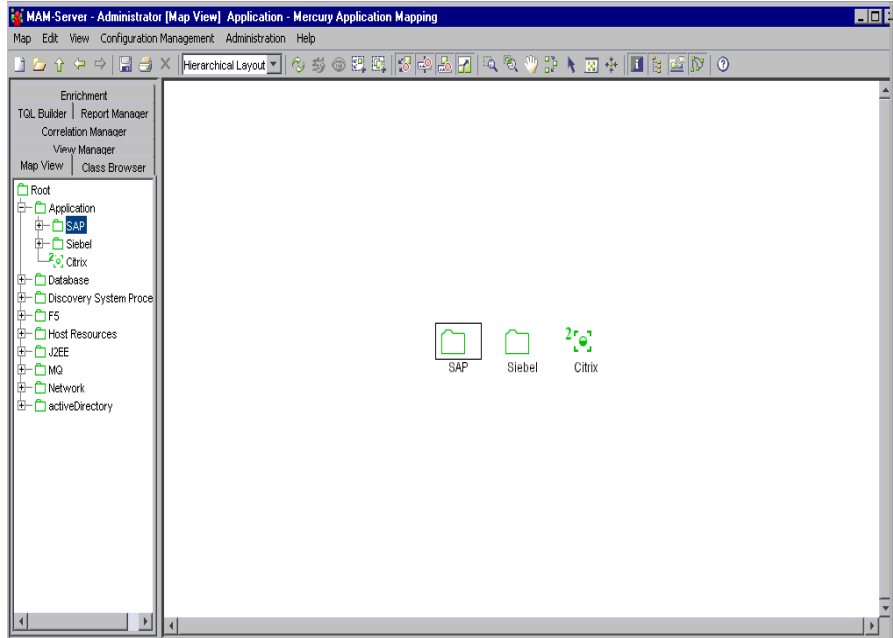 MAM-Server - Administrator [Map View] Application - Mercury Application Mapping
Map Edit View Configuration Management Administration Help
Hierarchical Layout
Enrichment
TQL Builder Report Manager
Correlation Manager
View Manager
Map View Class Browser
Root
Application
SAP
Siebel
2 Citrix
Database
Discovery System Proce
F5
Host Resources
J2EE
MQ
Network
activeDirectory
2
SAP Siebel Citrix